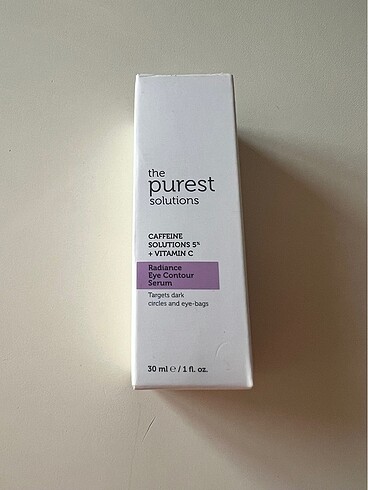 the
purest
solutions
CAFFEINE
SOLUTIONS 5%
+ VITAMIN C
Radiance
Eye Contour
Serum
Targets dark
circles and eye-bags
30 ml ℮ / 1 fl. oz.